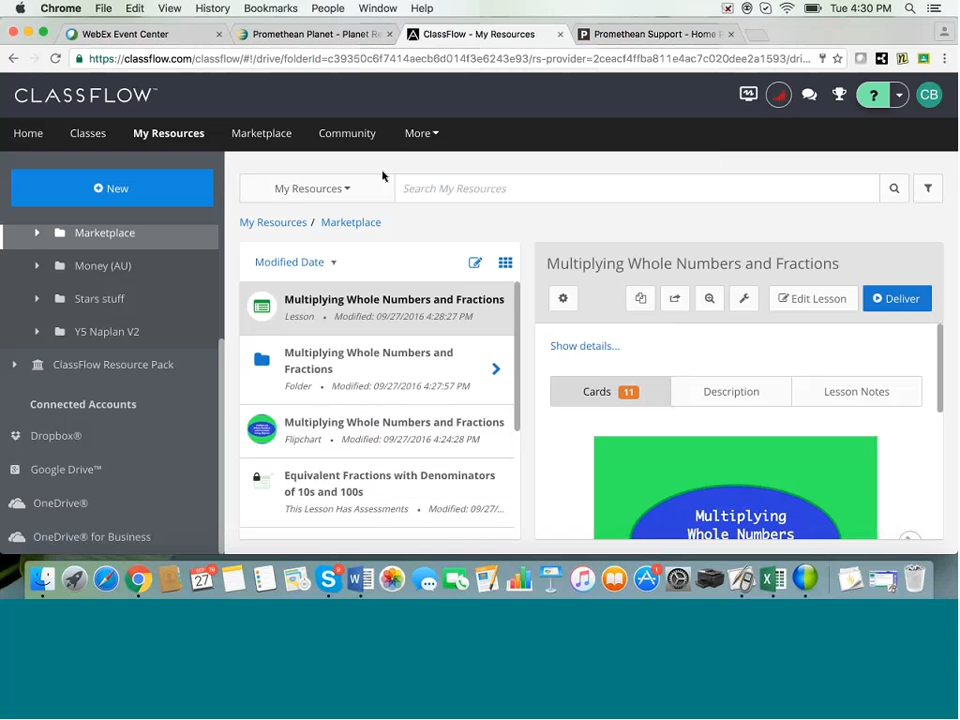 Chrome File Edit View History Bookmarks People Window Help Tue 4:30 PM
WebEx Event Center
Promethean Planet - Planet Re
ClassFlow - My Resources
Promethean Support - Home P
https://classflow.com/classflow/#!/drive/folderId=c39350c6f7414aecb6d014f3e6243e93/rs-provider=2ceacf4ffba811e4ac7c020dee2a1593/dri...
CLASSFLOW™
? CB
Home Classes My Resources Marketplace Community More
New
Marketplace
Money (AU)
Stars stuff
Y5 Naplan V2
ClassFlow Resource Pack
Connected Accounts
Dropbox®
Google Drive™
OneDrive®
OneDrive® for Business
My Resources Search My Resources
My Resources / Marketplace
Modified Date
Multiplying Whole Numbers and Fractions
Lesson • Modified: 09/27/2016 4:28:27 PM
Multiplying Whole Numbers and
Fractions
Folder • Modified: 09/27/2016 4:27:57 PM
Multiplying Whole Numbers and Fractions
Flipchart • Modified: 09/27/2016 4:24:28 PM
Equivalent Fractions with Denominators
of 10s and 100s
This Lesson Has Assessments • Modified: 09/27/...
Multiplying Whole Numbers and Fractions
Edit Lesson Deliver
Show details...
Cards 11 Description Lesson Notes
Multiplying
Whole Numbers